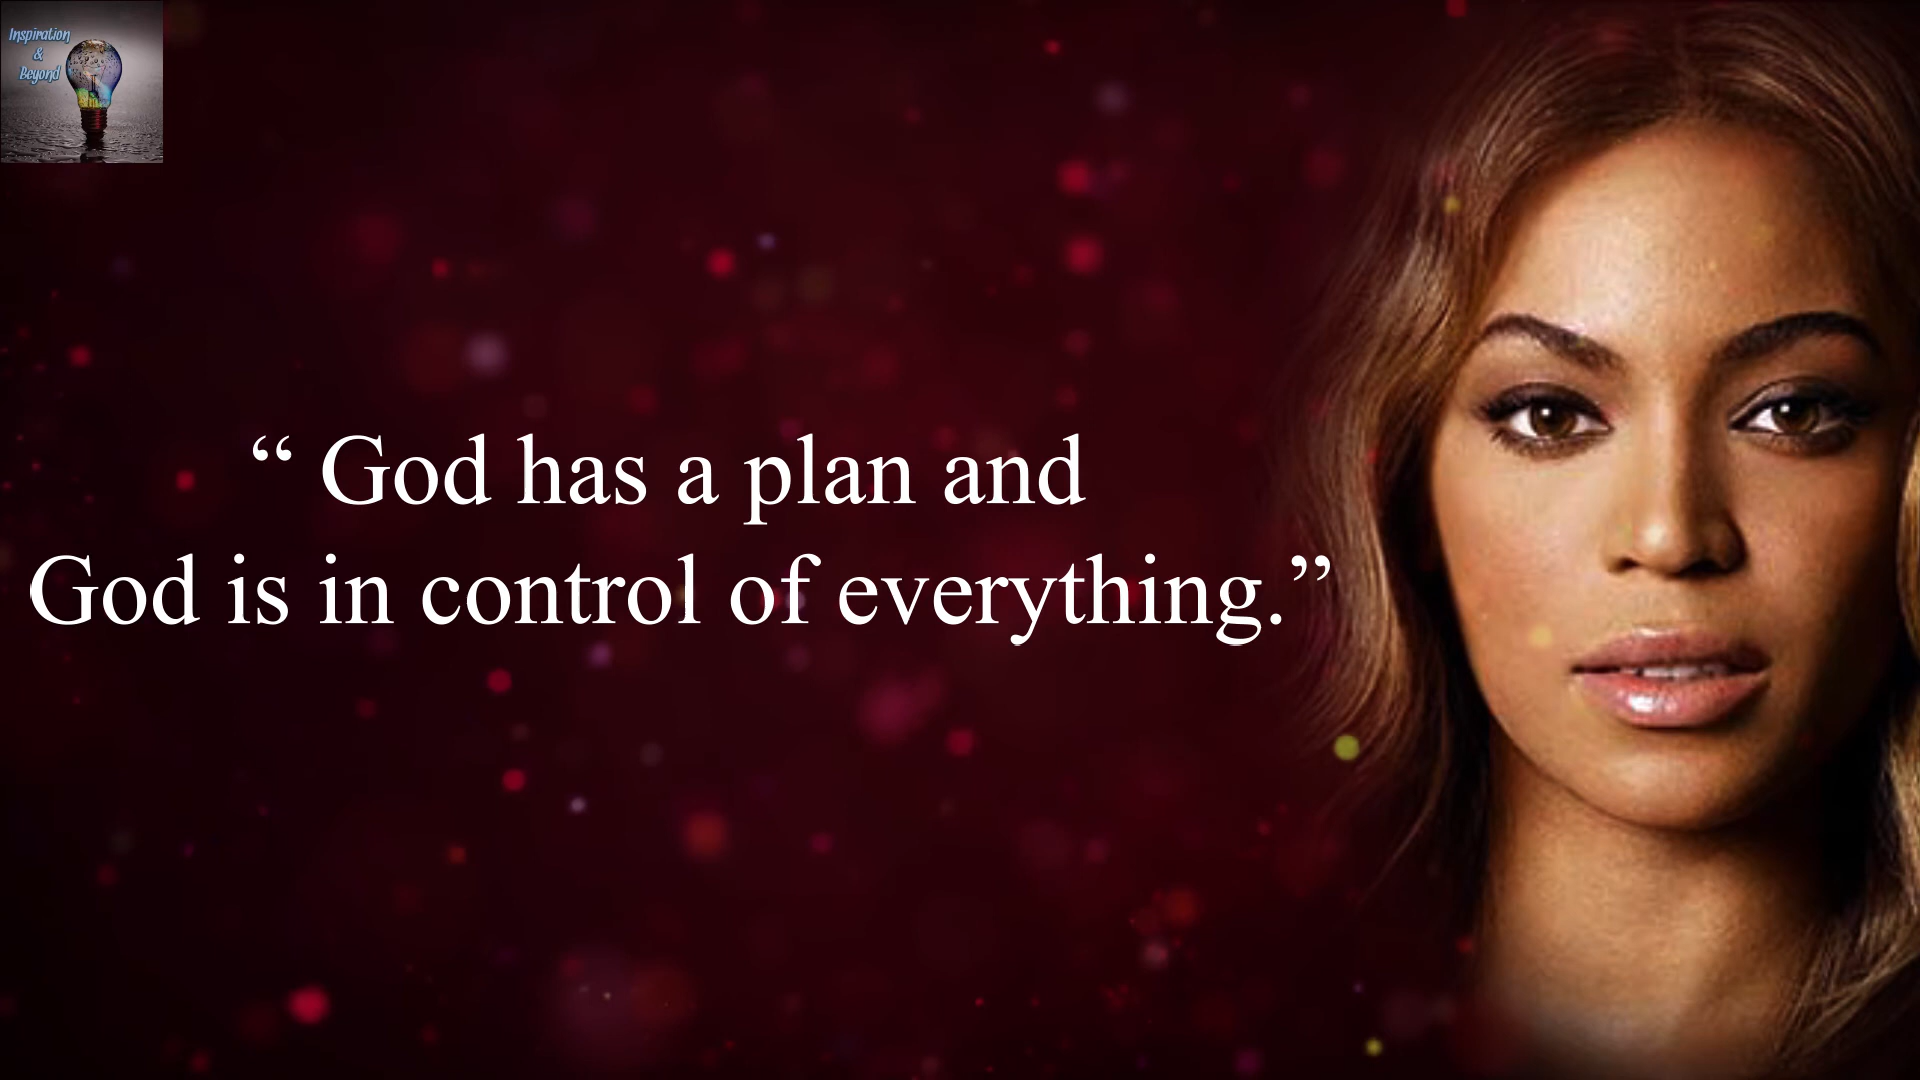 Inspiration
&
Beyond
“ God has a plan and
God is in control of everything.”